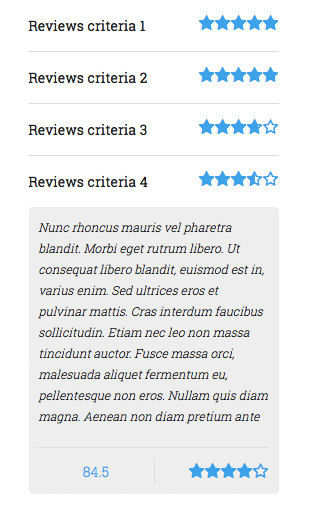 Reviews criteria 1
Reviews criteria 2
Reviews criteria 3
Reviews criteria 4
Nunc rhoncus mauris vel pharetra
blandit. Morbi eget rutrum libero. Ut
consequat libero blandit, euismod est in,
varius enim. Sed ultrices eros et
pulvinar mattis. Cras interdum faucibus
sollicitudin. Etiam nec leo non massa
tincidunt auctor. Fusce massa orci,
malesuada aliquet fermentum eu,
pellentesque non eros. Nullam quis diam
magna. Aenean non diam pretium ante
84.5